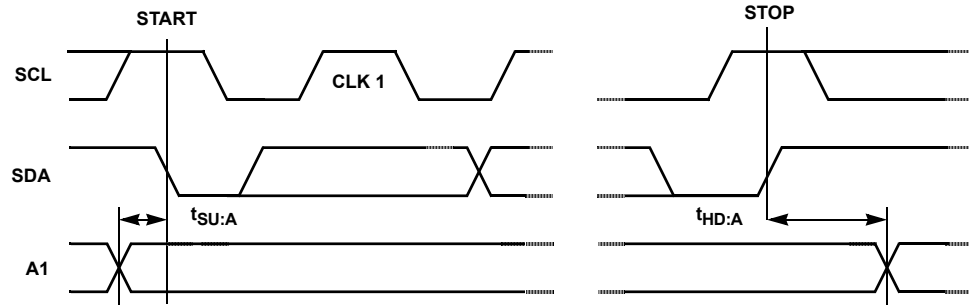 START
STOP
SCL
CLK 1
SDA
tSU:A
tHD:A
A1